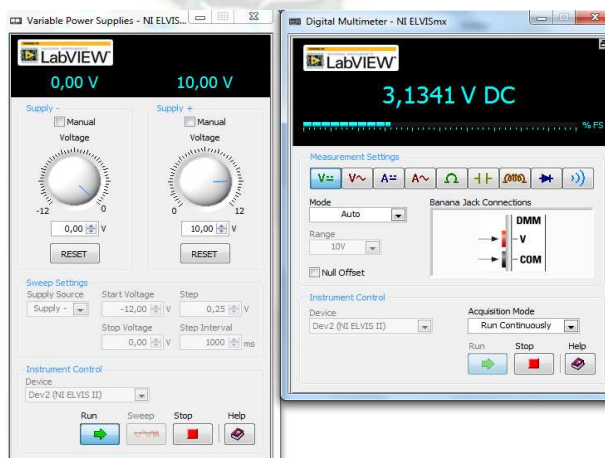 Variable Power Supplies - NI ELVIS...
LabVIEW
0,00 V 10,00 V
Supply - Supply +
Manual Manual
Voltage Voltage
-12 0 0 12
0,00 V 10,00 V
RESET RESET
Sweep Settings
Supply Source Start Voltage Step
Supply - -12,00 V 0,25 V
Stop Voltage Step Interval
0,00 V 1000 ms
Instrument Control
Device
Dev2 (NI ELVIS II)
Run Sweep Stop Help
Digital Multimeter - NI ELVISmx
LabVIEW
3,1341 V DC
% FS
Measurement Settings
V= V~ A= A~ Ω
Mode Banana Jack Connections
Auto
DMM
V
COM
Range
10V
Null Offset
Instrument Control
Device Acquisition Mode
Dev2 (NI ELVIS II) Run Continuously
Run Stop Help